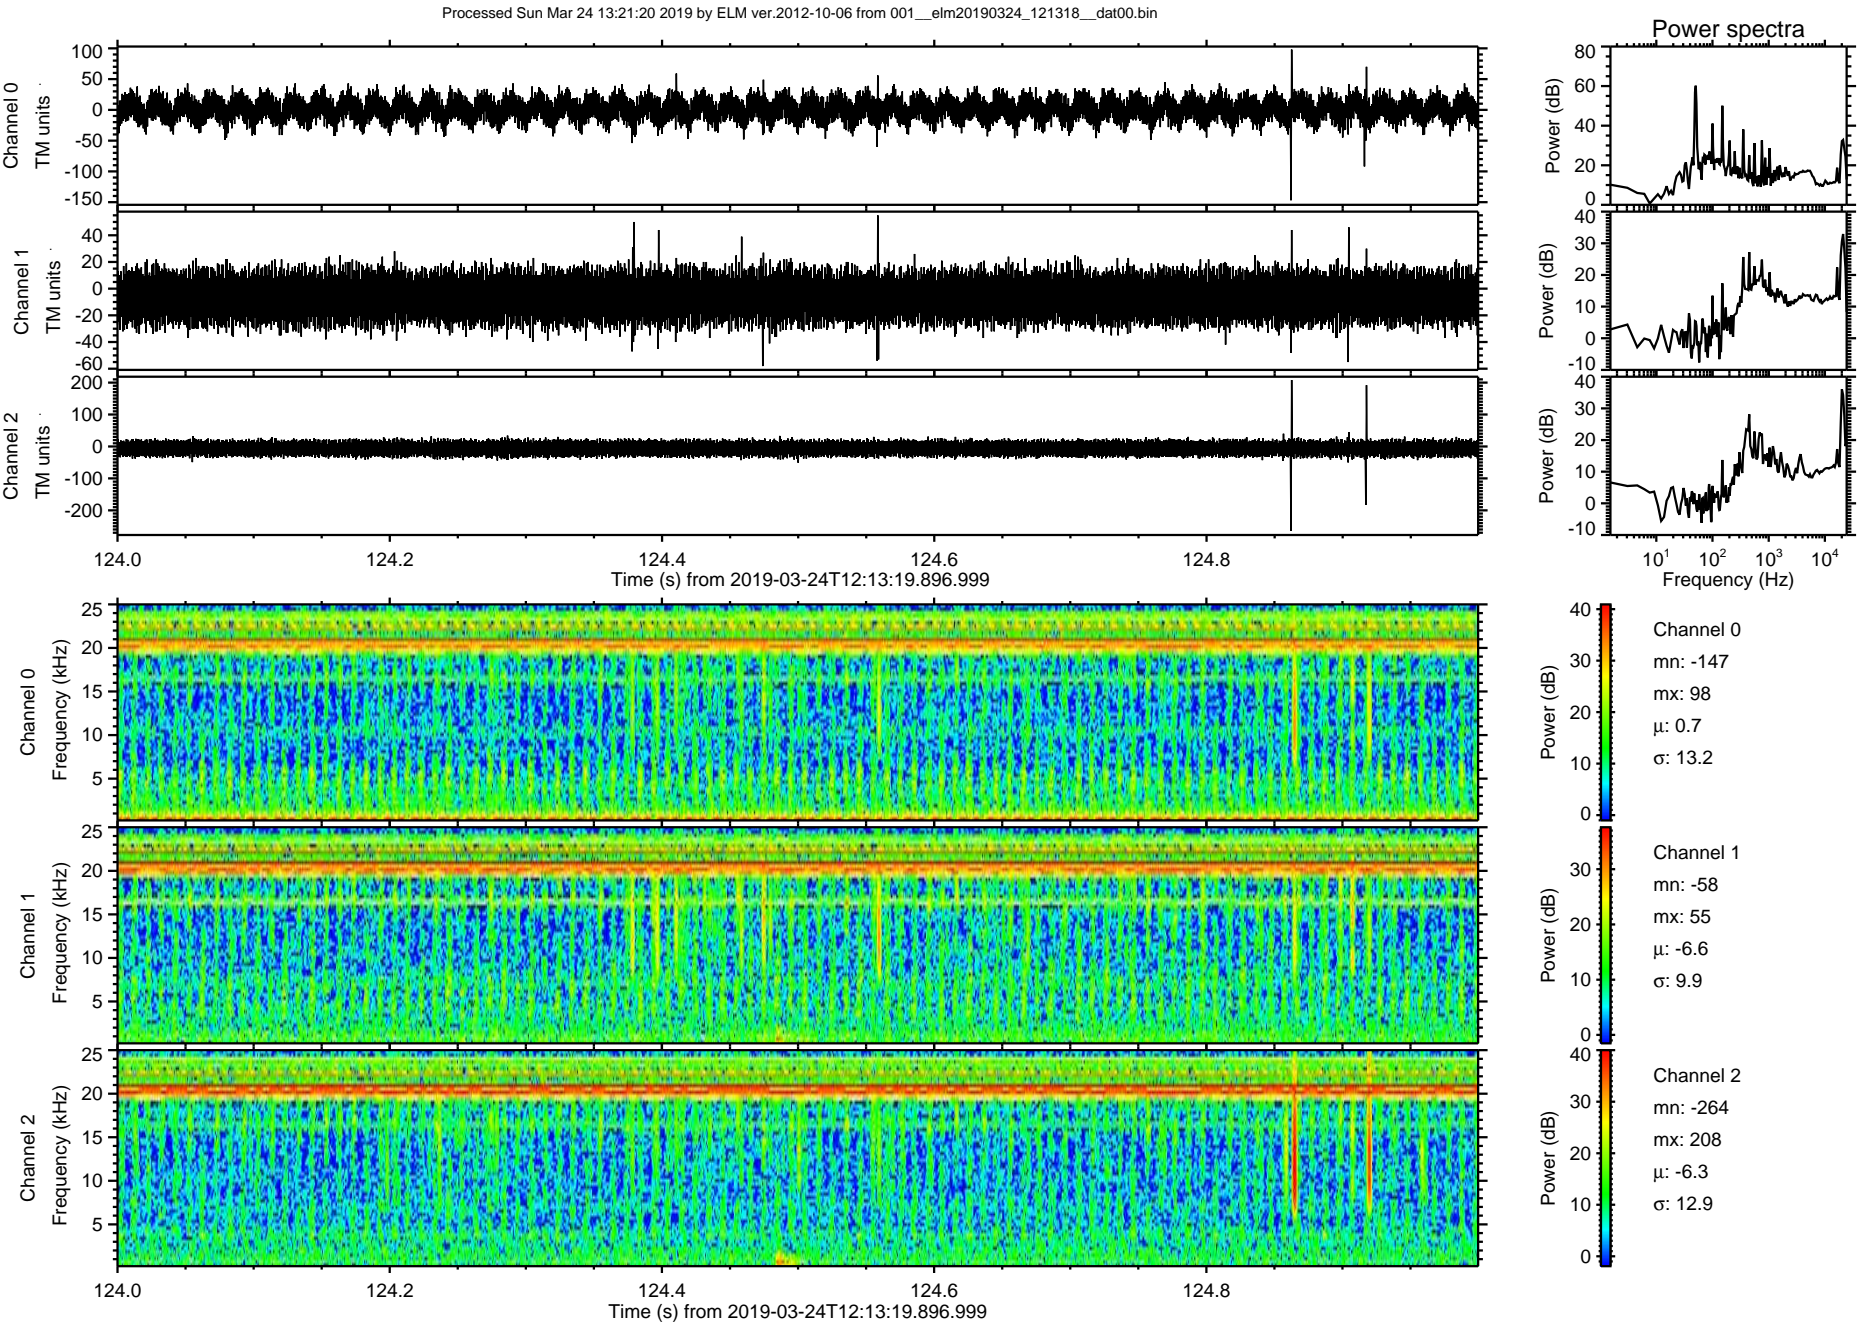 Processed Sun Mar 24 13:21:20 2019 by ELM ver.2012-10-06 from 001__elm20190324_121318__dat00.bin
Power spectra
Channel 0
TM units
100
50
0
-50
-100
-150
Power (dB)
80
60
40
20
0
Channel 1
TM units
40
20
0
-20
-40
-60
Power (dB)
40
30
20
10
0
-10
Channel 2
TM units
200
100
0
-100
-200
Power (dB)
40
30
20
10
0
-10
124.0 124.2 124.4 124.6 124.8
Time (s) from 2019-03-24T12:13:19.896.999
10^1 10^2 10^3 10^4
Frequency (Hz)
Channel 0
Frequency (kHz)
25
20
15
10
5
Power (dB)
40
30
20
10
0
Channel 0
mn: -147
mx: 98
μ: 0.7
σ: 13.2
Channel 1
Frequency (kHz)
25
20
15
10
5
Power (dB)
30
20
10
0
Channel 1
mn: -58
mx: 55
μ: -6.6
σ: 9.9
Channel 2
Frequency (kHz)
25
20
15
10
5
Power (dB)
40
30
20
10
0
Channel 2
mn: -264
mx: 208
μ: -6.3
σ: 12.9
124.0 124.2 124.4 124.6 124.8
Time (s) from 2019-03-24T12:13:19.896.999